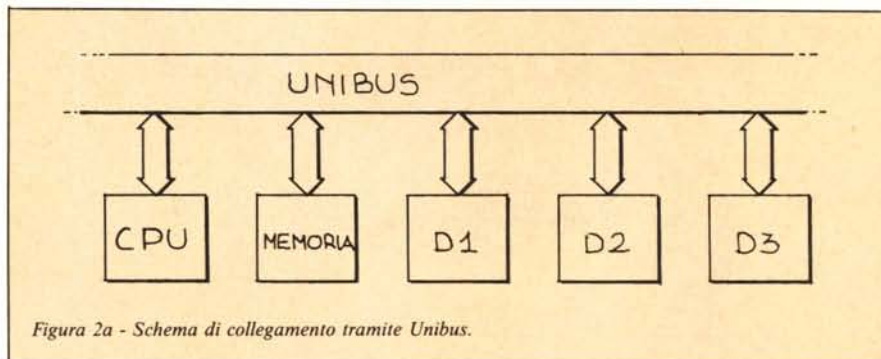 UNIBUS
CPU
MEMORIA
D1
D2
D3
Figura 2a - Schema di collegamento tramite Unibus.